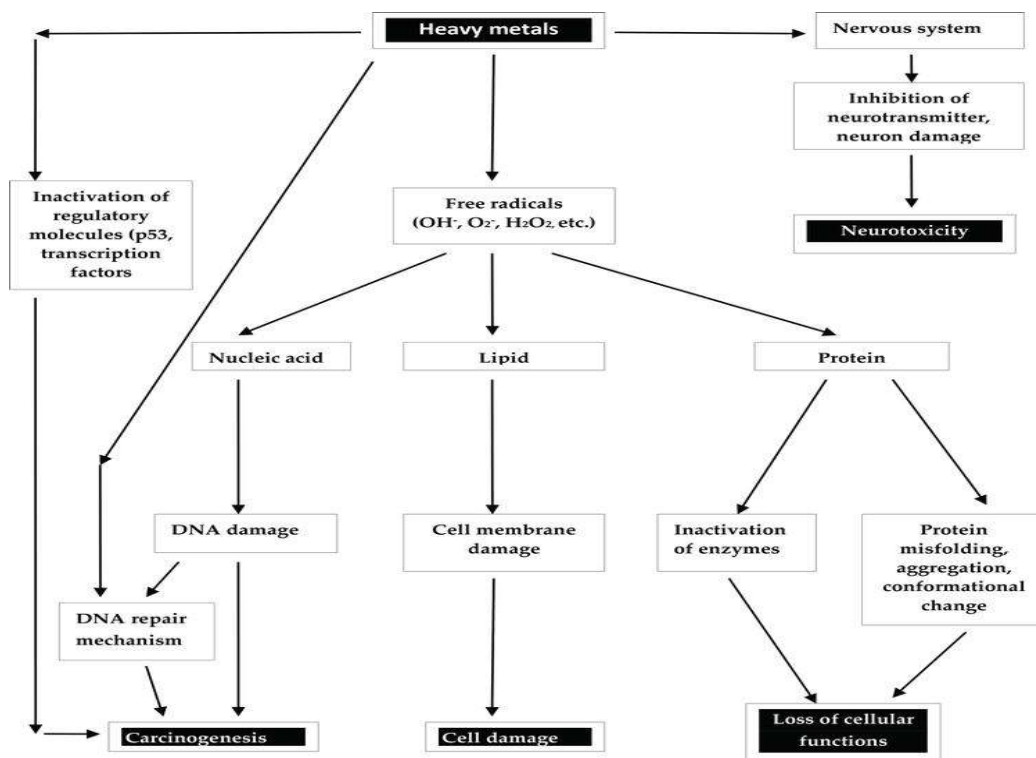 Heavy metals
Nervous system
Inhibition of
neurotransmitter,
neuron damage
Neurotoxicity
Inactivation of
regulatory
molecules (p53,
transcription
factors
Free radicals
(OH·, O₂·, H₂O₂, etc.)
Nucleic acid
Lipid
Protein
DNA damage
Cell membrane
damage
Inactivation
of enzymes
Protein
misfolding,
aggregation,
conformational
change
DNA repair
mechanism
Carcinogenesis
Cell damage
Loss of cellular
functions